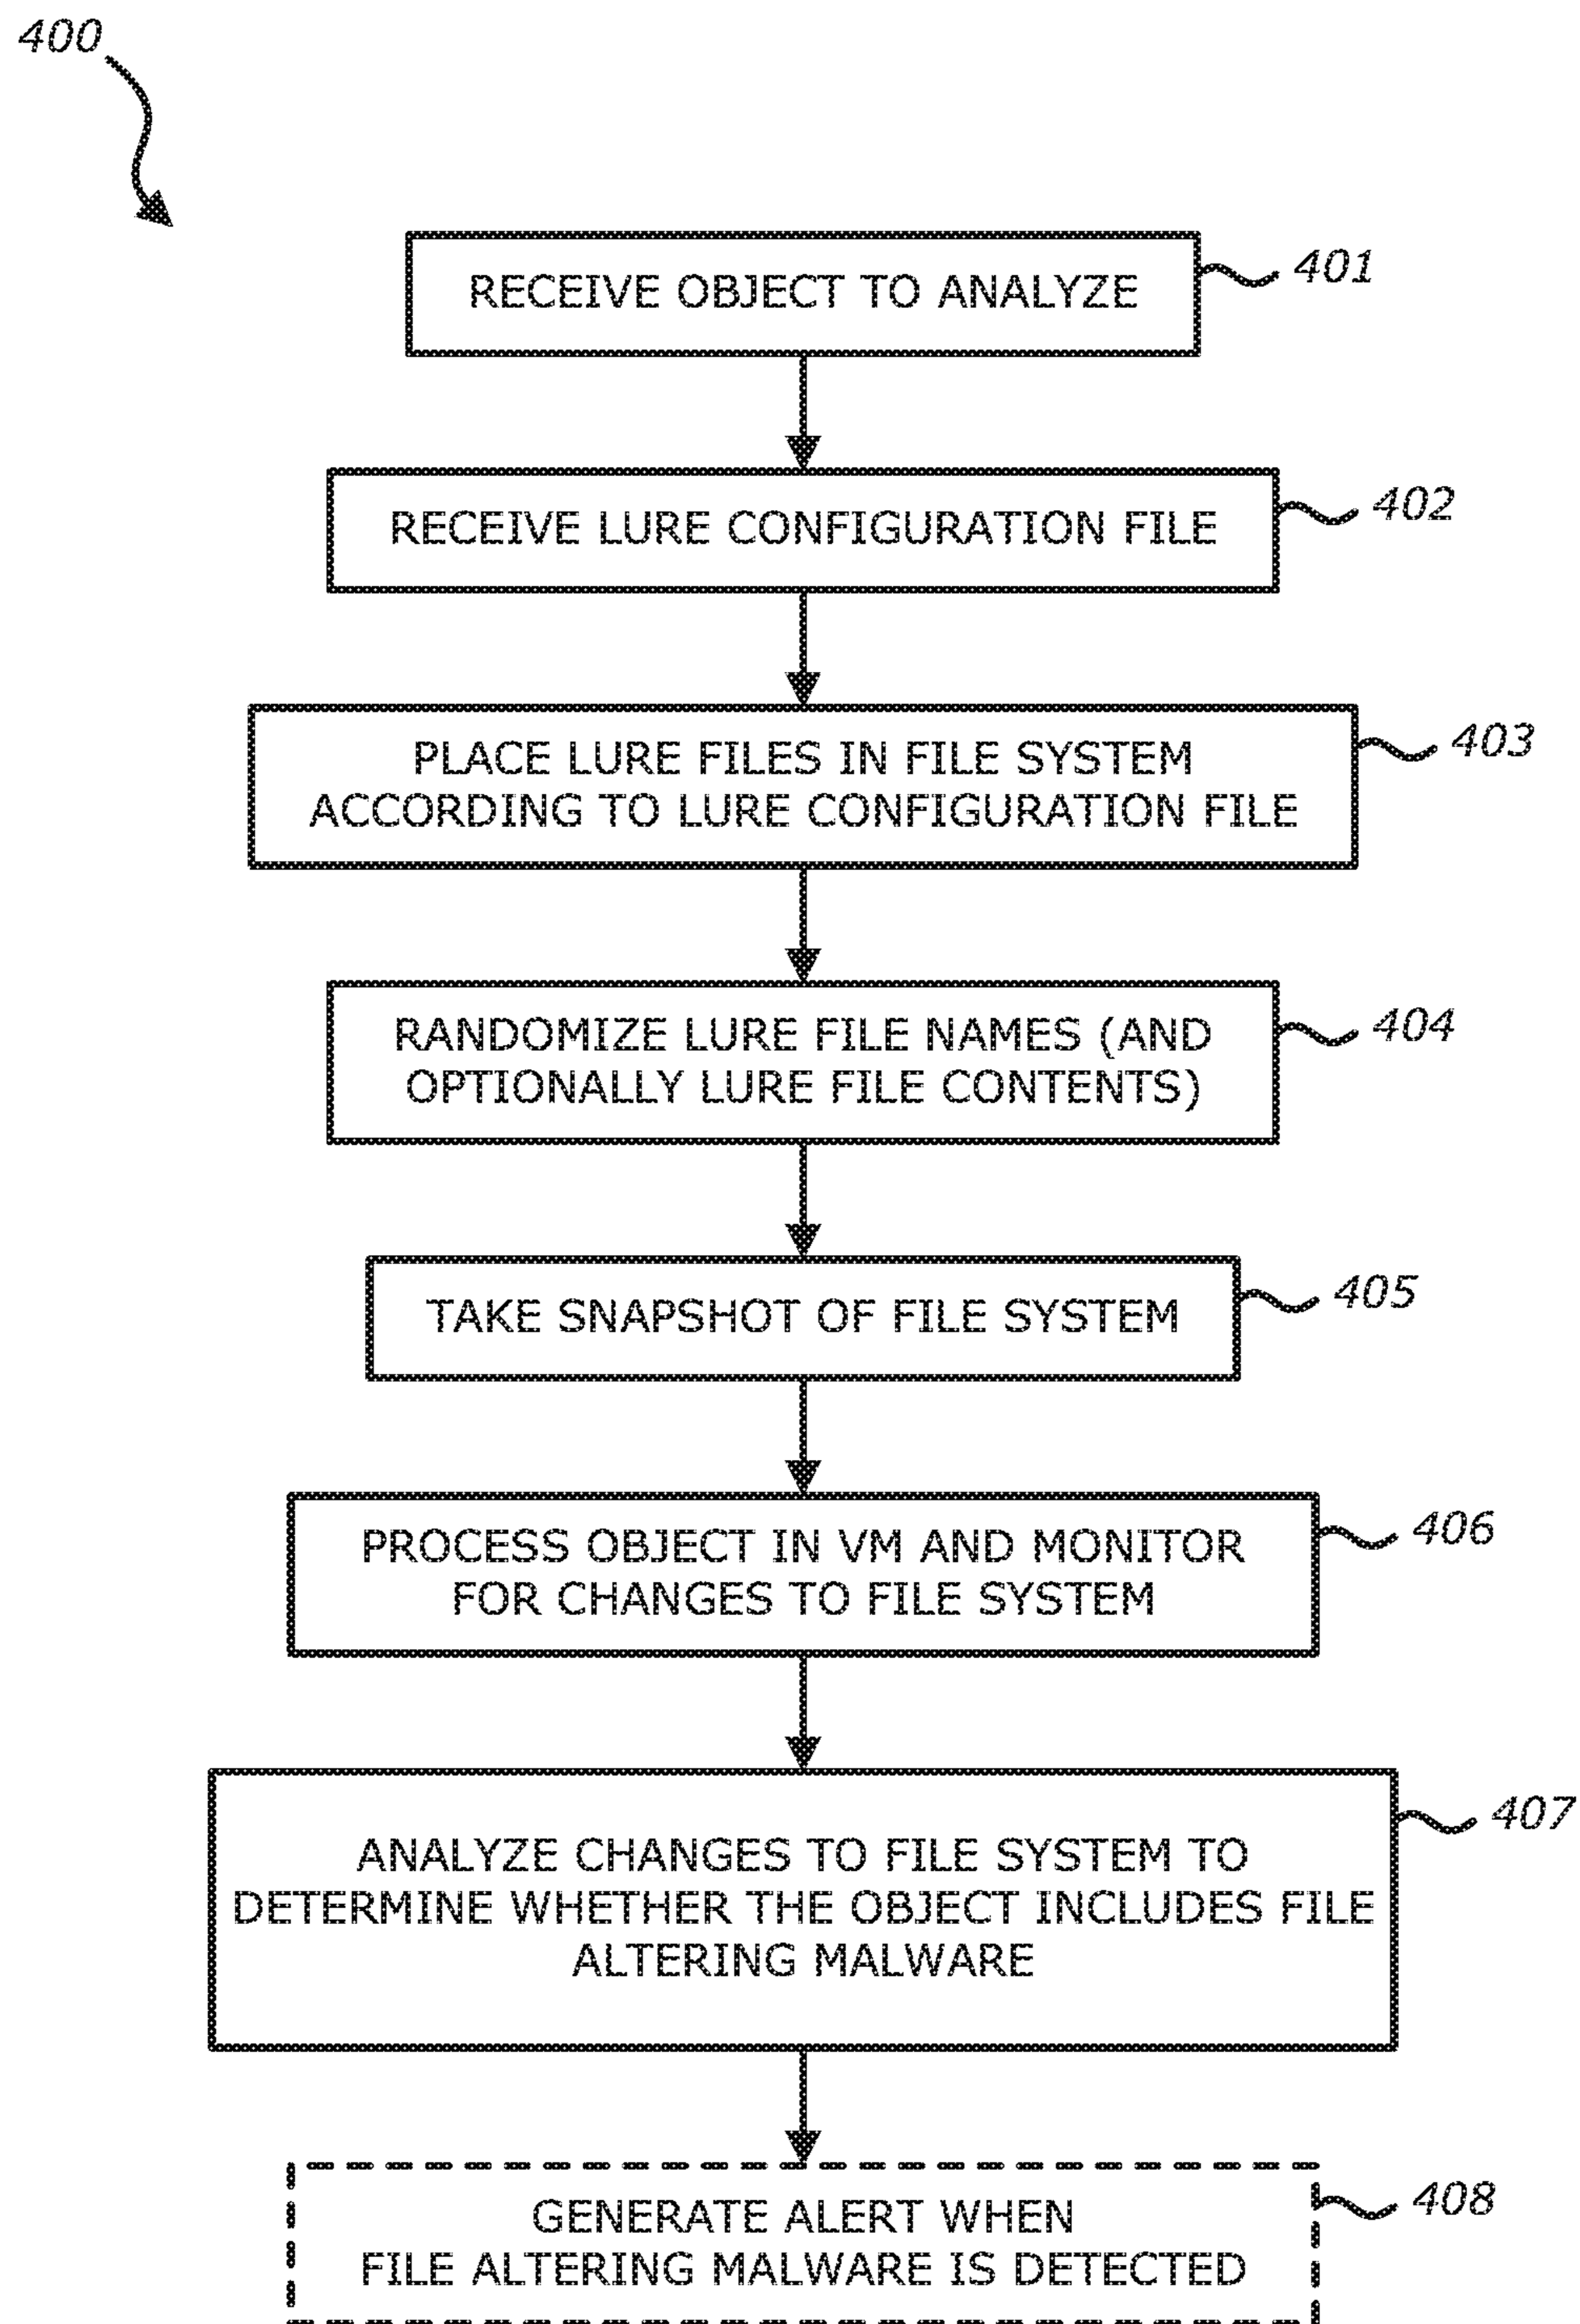 400
RECEIVE OBJECT TO ANALYZE
401
RECEIVE LURE CONFIGURATION FILE
402
PLACE LURE FILES IN FILE SYSTEM
ACCORDING TO LURE CONFIGURATION FILE
403
RANDOMIZE LURE FILE NAMES (AND
OPTIONALLY LURE FILE CONTENTS)
404
TAKE SNAPSHOT OF FILE SYSTEM
405
PROCESS OBJECT IN VM AND MONITOR
FOR CHANGES TO FILE SYSTEM
406
ANALYZE CHANGES TO FILE SYSTEM TO
DETERMINE WHETHER THE OBJECT INCLUDES FILE
ALTERING MALWARE
407
GENERATE ALERT WHEN
FILE ALTERING MALWARE IS DETECTED
408